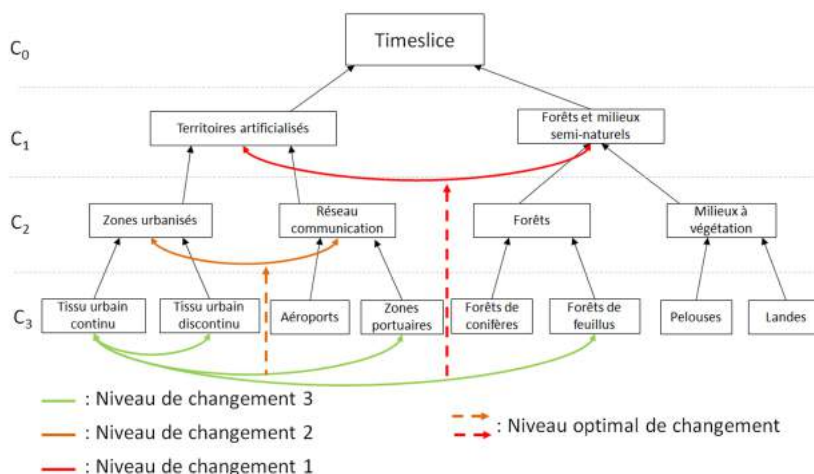 C0
Timeslice
C1
Territoires artificialisés
Forêts et milieux
semi-naturels
C2
Zones urbanisés
Réseau
communication
Forêts
Milieux à
végétation
C3
Tissu urbain
continu
Tissu urbain
discontinu
Aéroports
Zones
portuaires
Forêts de
conifères
Forêts de
feuillus
Pelouses
Landes
: Niveau de changement 3
: Niveau de changement 2
: Niveau de changement 1
: Niveau optimal de changement